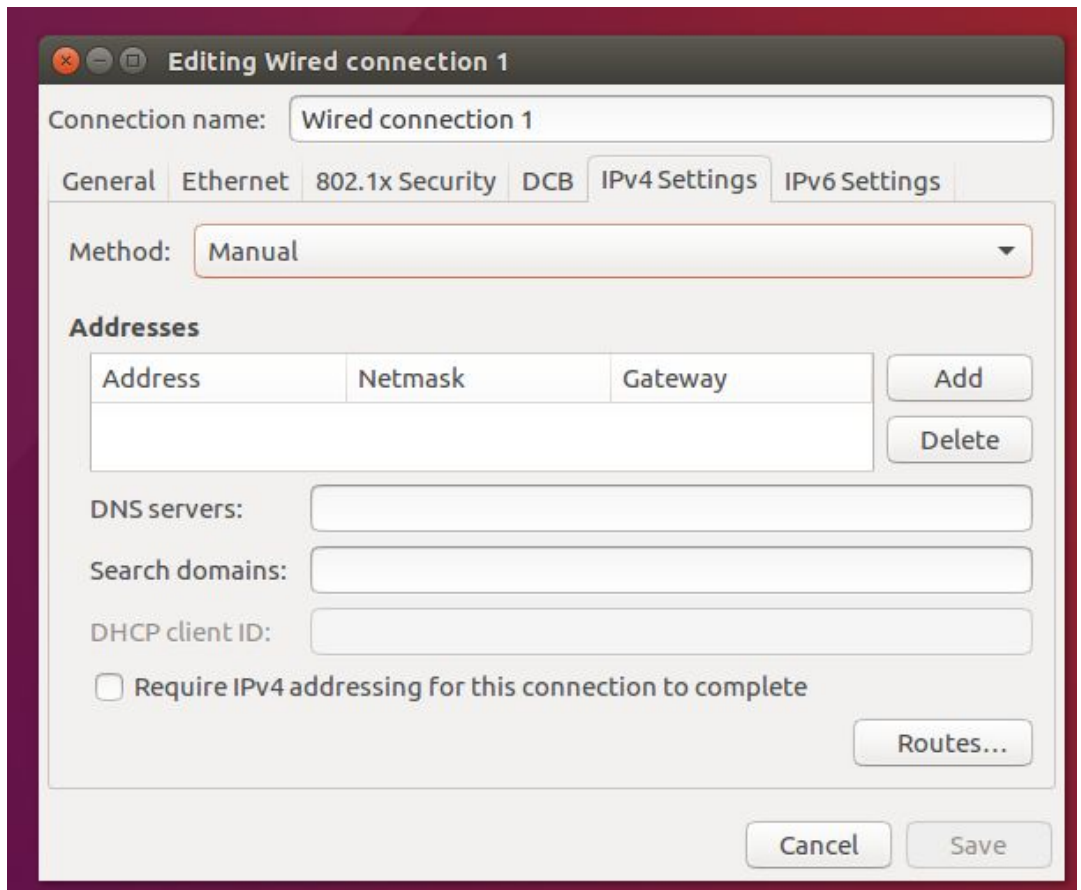 Editing Wired connection 1
Connection name: Wired connection 1
General Ethernet 802.1x Security DCB IPv4 Settings IPv6 Settings
Method: Manual
Addresses
Address Netmask Gateway Add
Delete
DNS servers:
Search domains:
DHCP client ID:
Require IPv4 addressing for this connection to complete
Routes...
Cancel Save